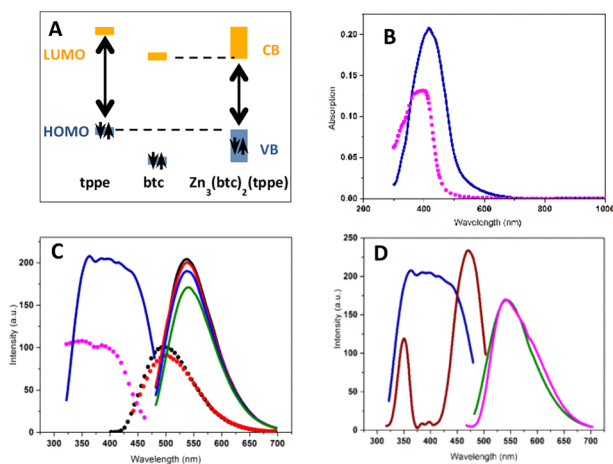 A
LUMO
CB
HOMO
VB
tppe
btc
Zn3(btc)2(tppe)
B
Absorption
0.20
0.15
0.10
0.05
0.00
200
400
600
800
1000
Wavelength (nm)
C
Intensity (a.u.)
200
150
100
50
0
300
350
400
450
500
550
600
650
700
Wavelength (nm)
D
Intensity (a.u.)
250
200
150
100
50
0
300
350
400
450
500
550
600
650
700
Wavelength (nm)